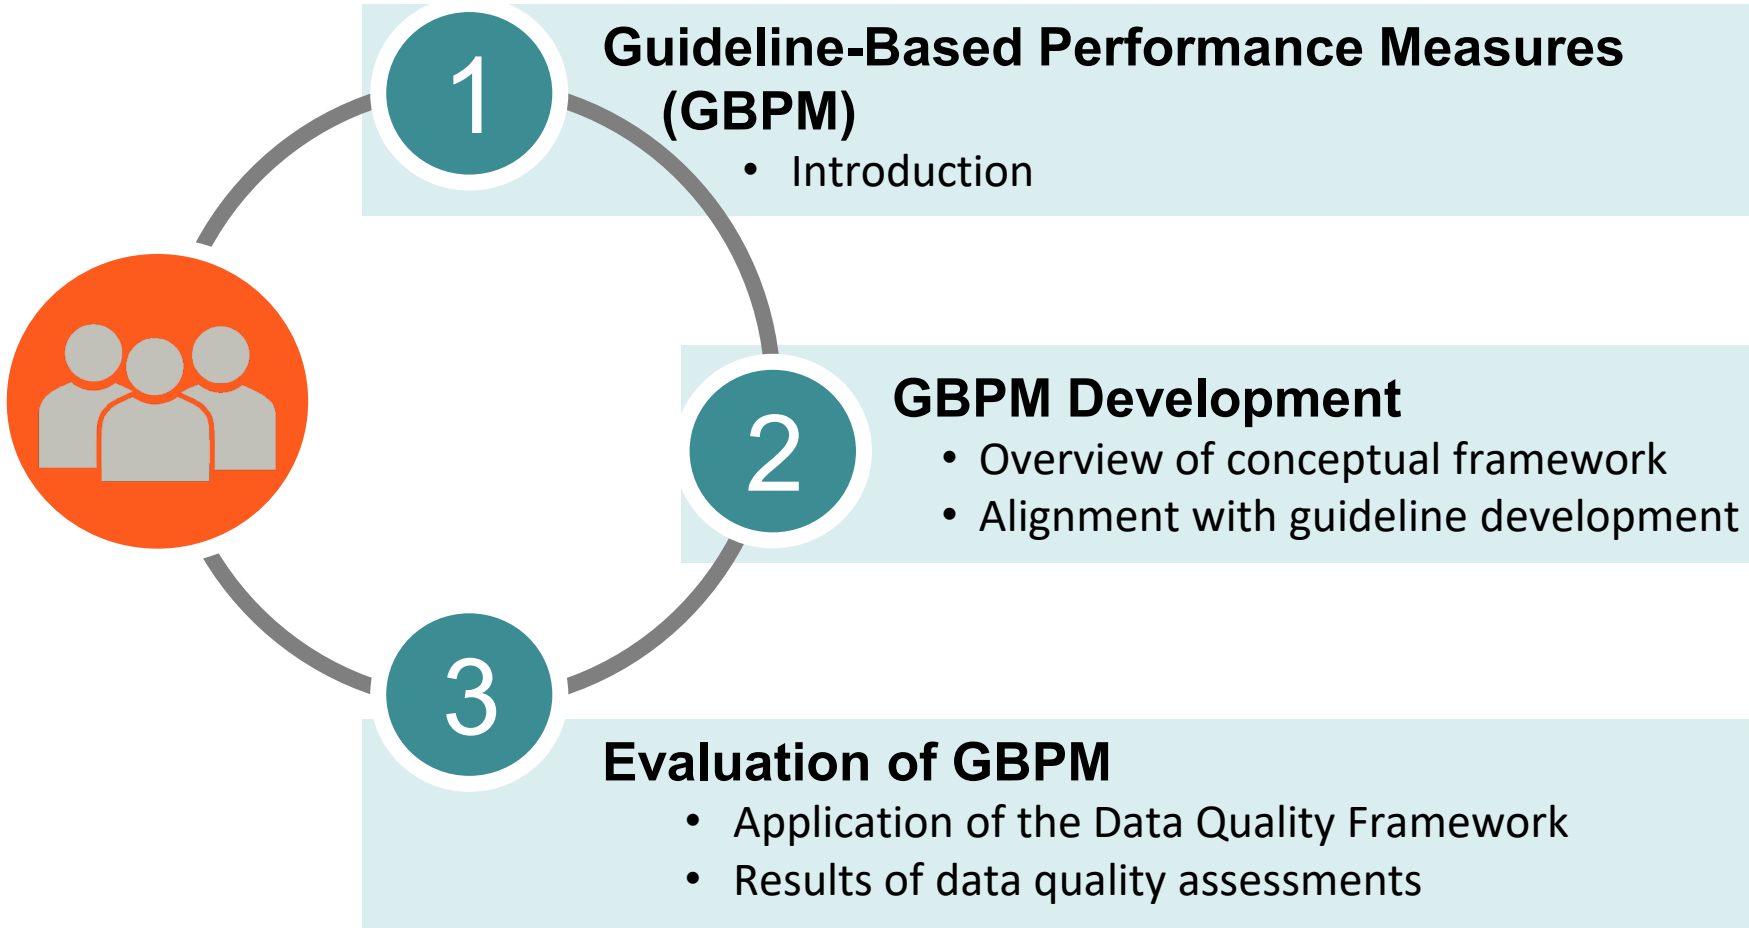 1
Guideline-Based Performance Measures
(GBPM)
• Introduction
2
GBPM Development
• Overview of conceptual framework
• Alignment with guideline development
3
Evaluation of GBPM
• Application of the Data Quality Framework
• Results of data quality assessments